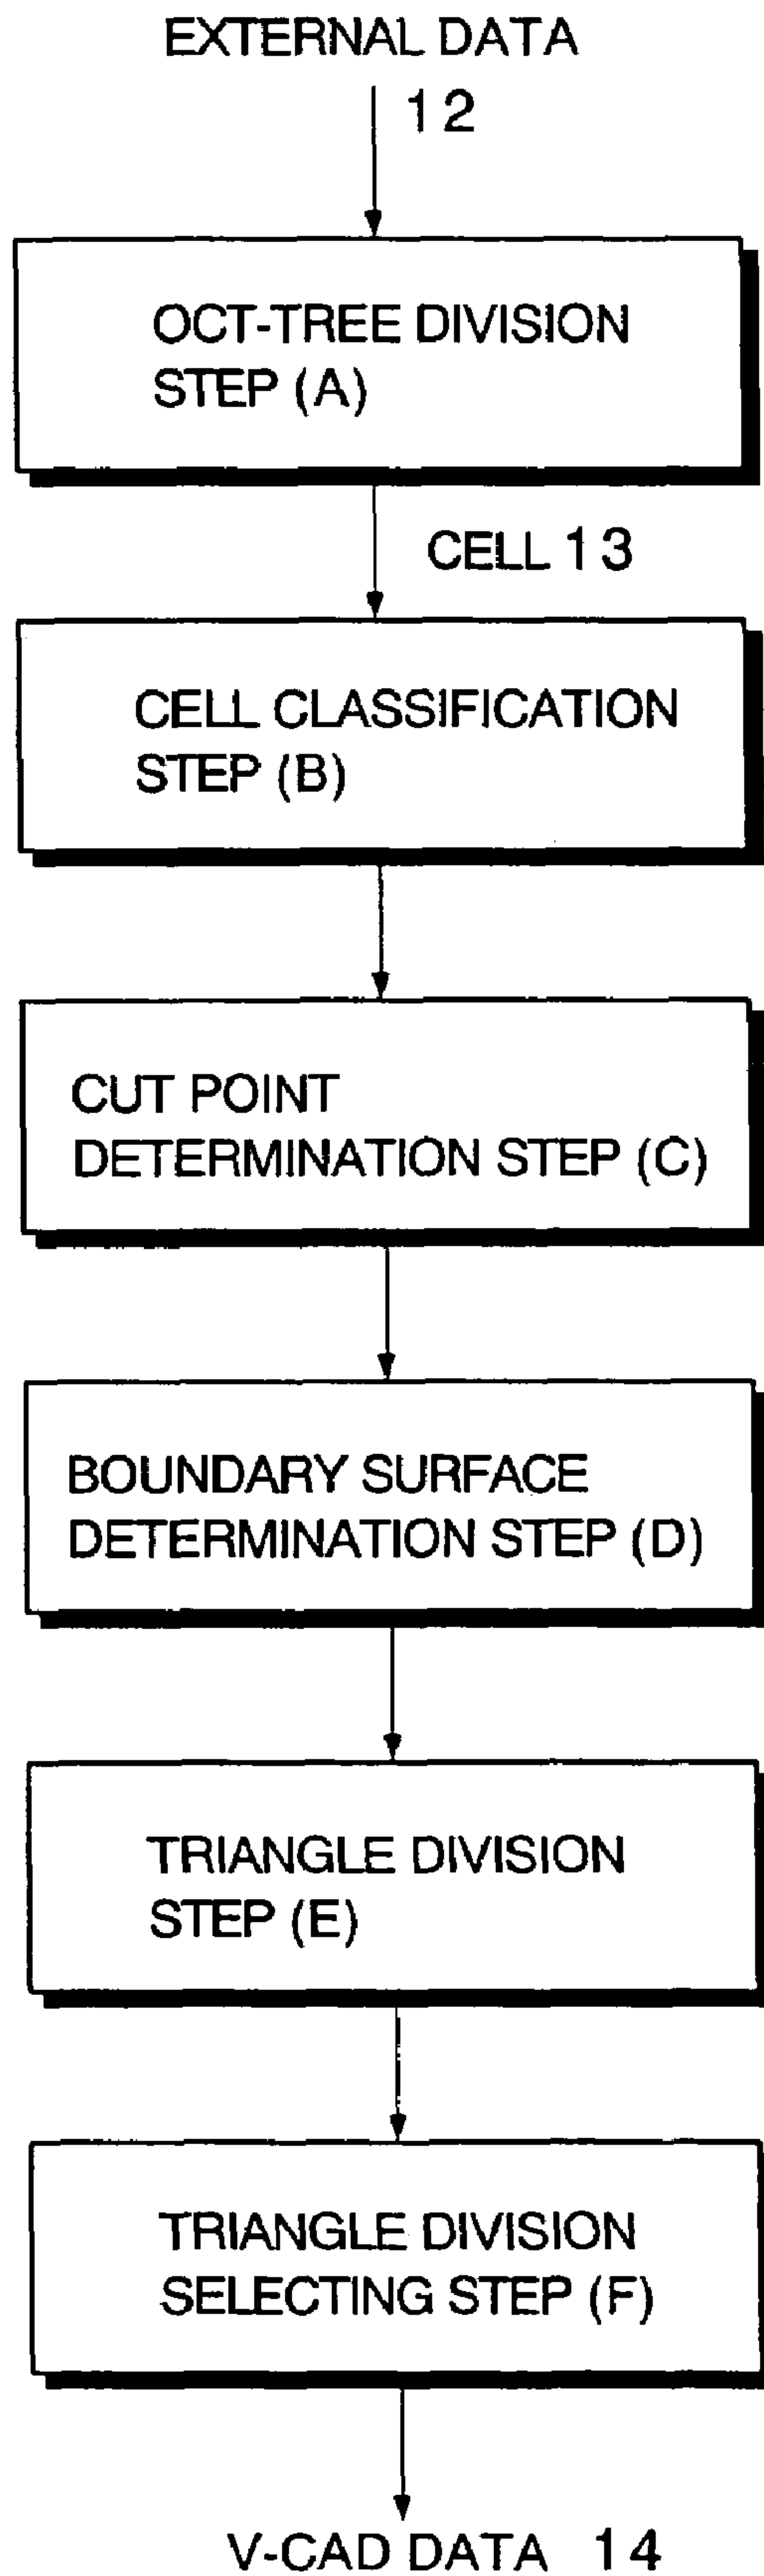 EXTERNAL DATA
12
OCT-TREE DIVISION
STEP (A)
CELL 13
CELL CLASSIFICATION
STEP (B)
CUT POINT
DETERMINATION STEP (C)
BOUNDARY SURFACE
DETERMINATION STEP (D)
TRIANGLE DIVISION
STEP (E)
TRIANGLE DIVISION
SELECTING STEP (F)
V-CAD DATA 14